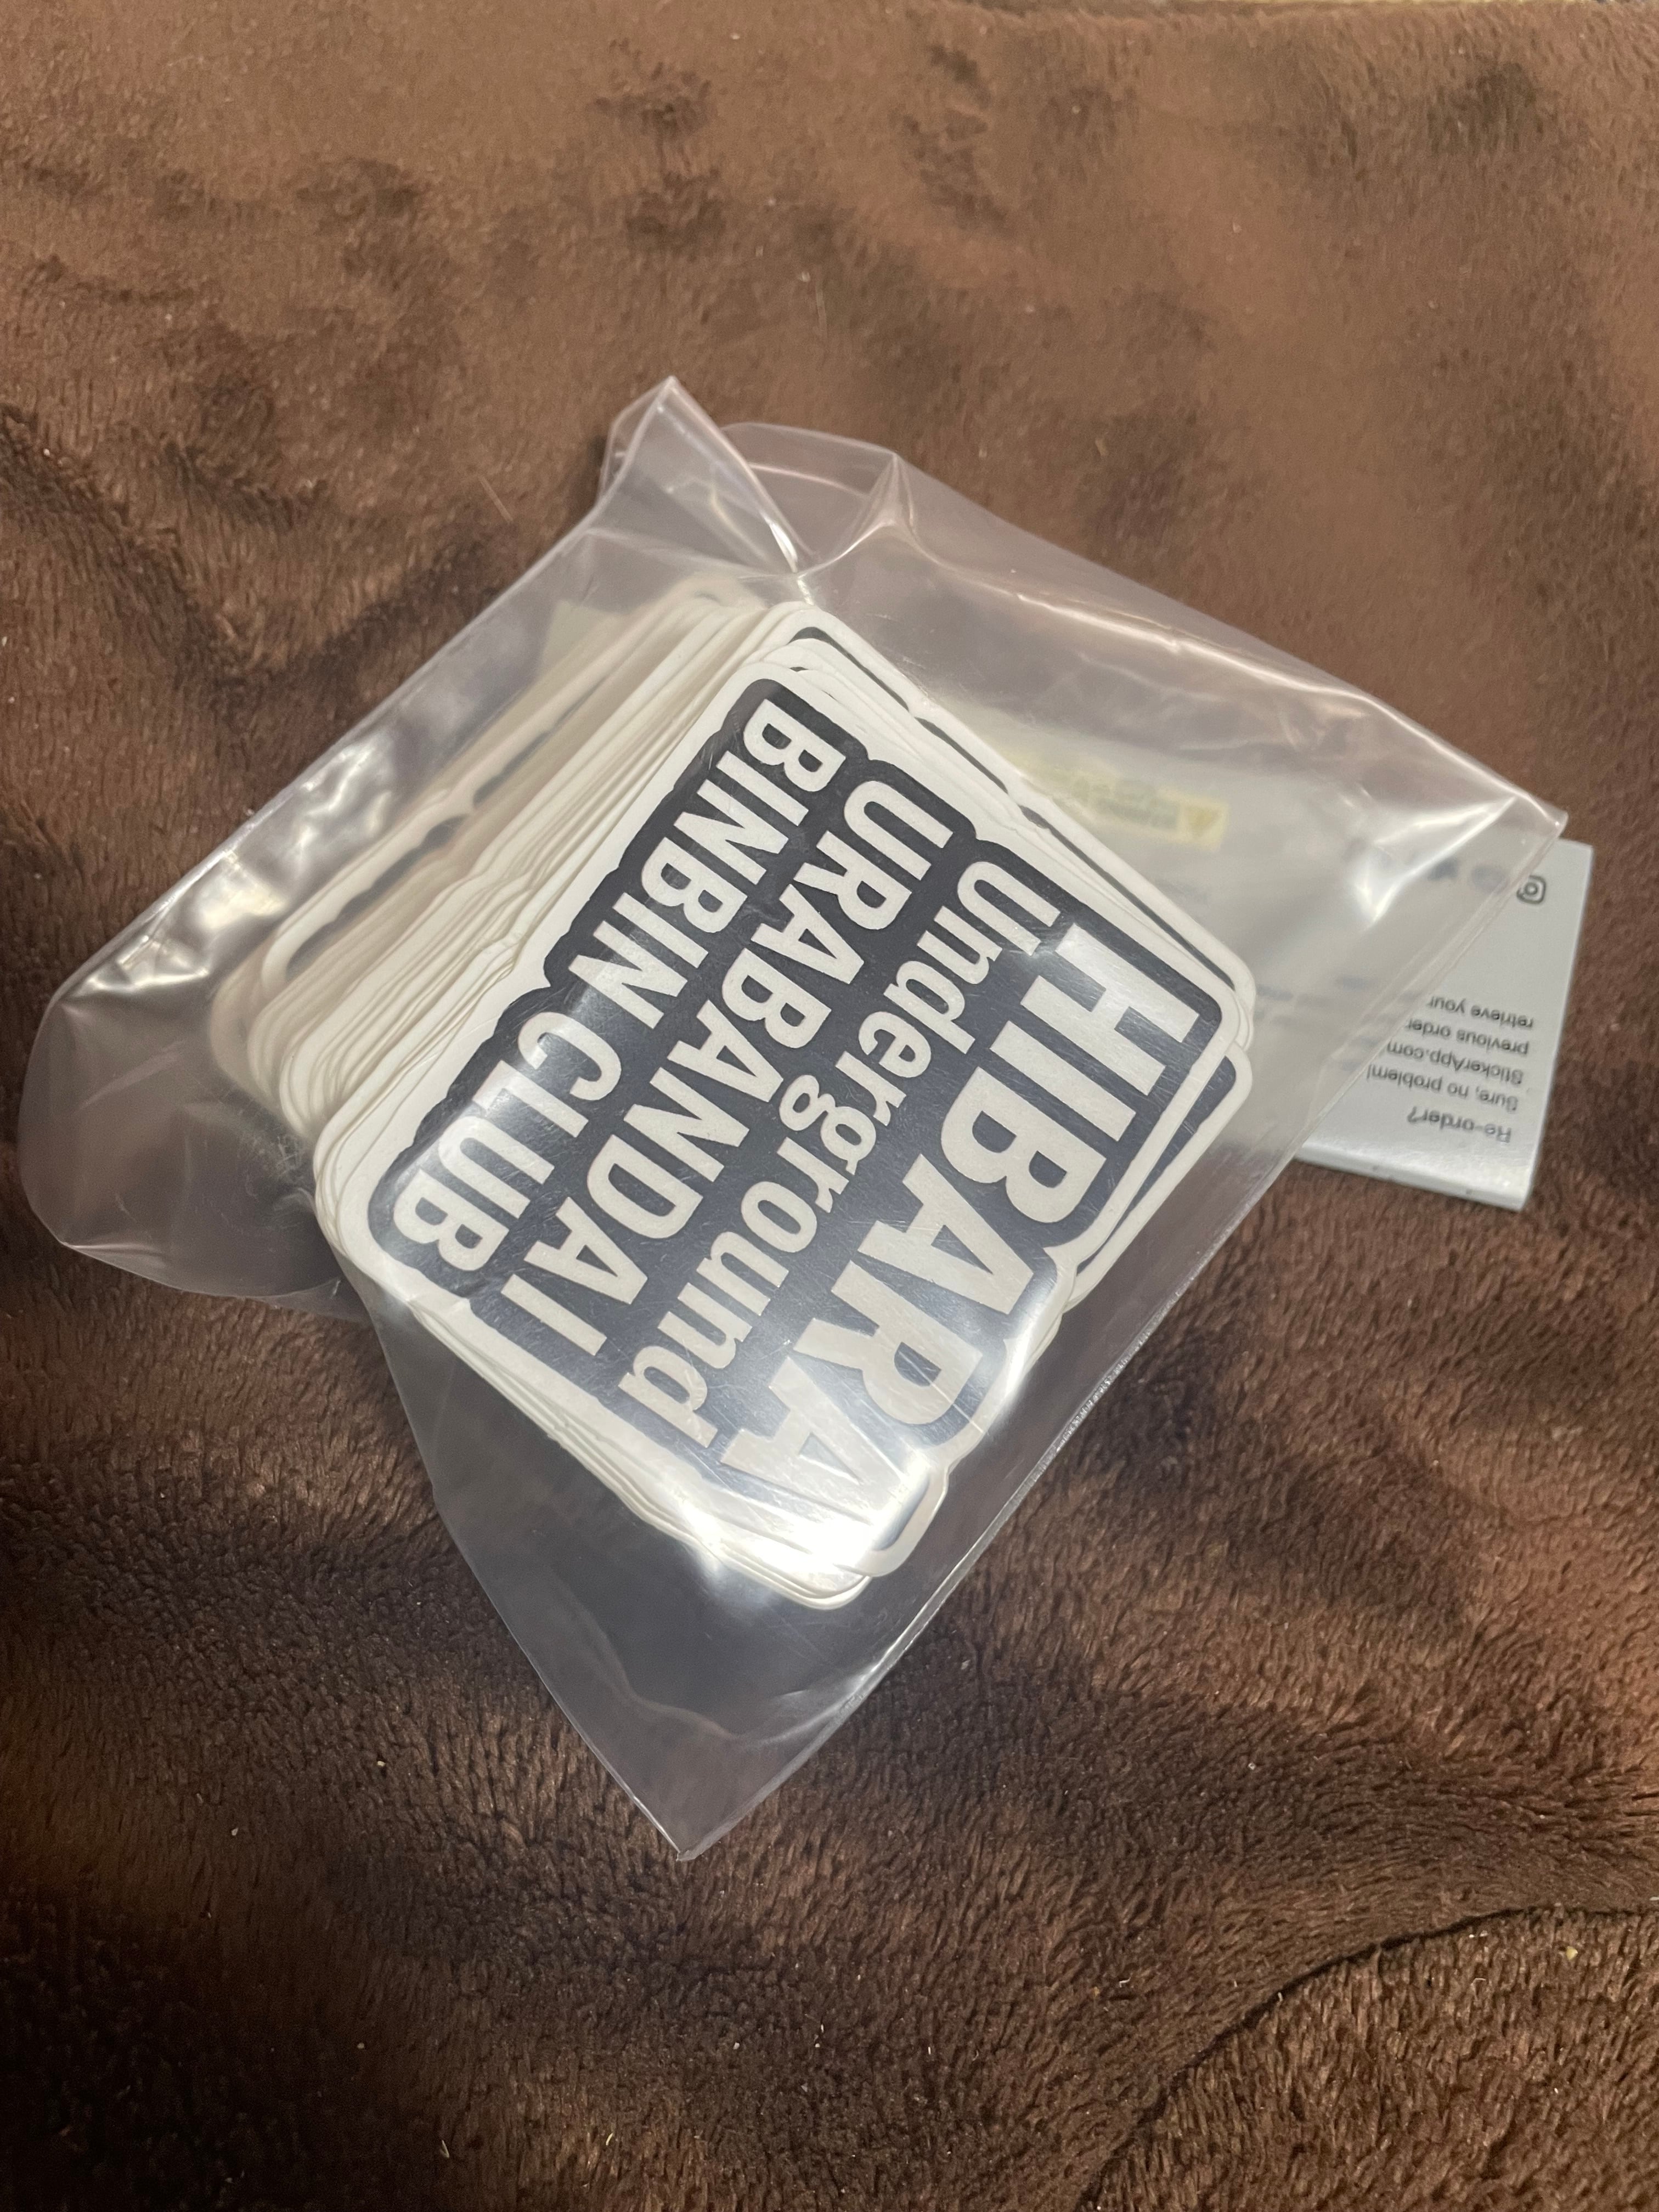 HIBARA
Underground
URABANDAI
BINBIN CLUB
Re-order?
Sure, no problem!
StickerApp.com
previous order
retrieve your